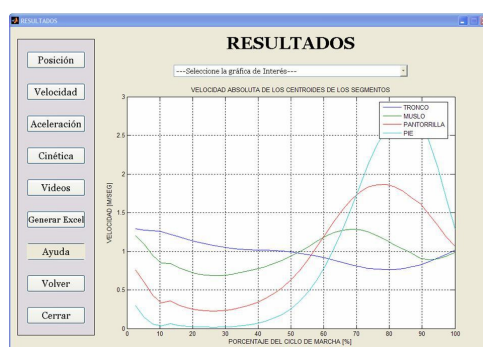 RESULTADOS
RESULTADOS
Posición
Velocidad
Aceleración
Cinética
Videos
Generar Excel
Ayuda
Volver
Cerrar
---Seleccione la gráfica de Interés---
VELOCIDAD ABSOLUTA DE LOS CENTROIDES DE LOS SEGMENTOS
TRONCO
MUSLO
PANTORRILLA
PIE
VELOCIDAD [M/SEG]
3
2.5
2
1.5
1
0.5
0
0 10 20 30 40 50 60 70 80 90 100
PORCENTAJE DEL CICLO DE MARCHA [%]